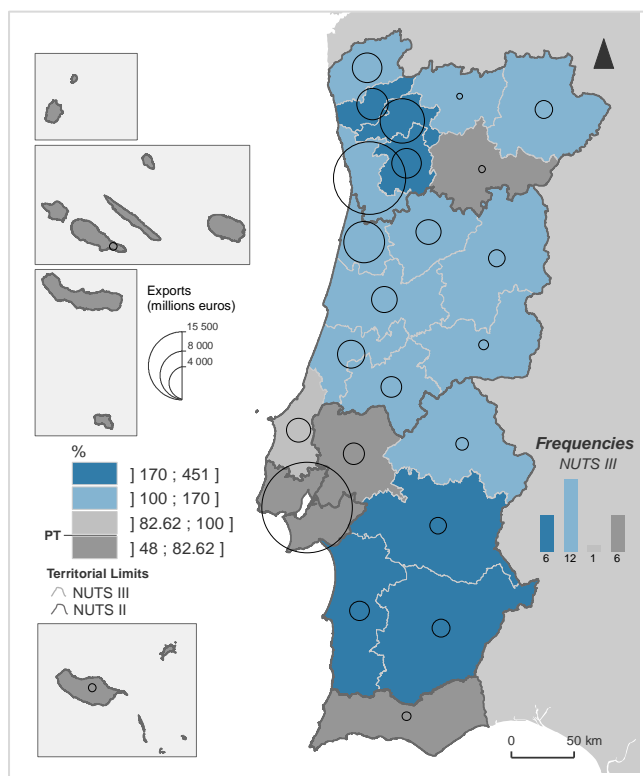 Exports
(millions euros)
15 500
8 000
4 000
%
] 170 ; 451 ]
] 100 ; 170 ]
] 82.62 ; 100 ]
PT
] 48 ; 82.62 ]
Territorial Limits
NUTS III
NUTS II
Frequencies
NUTS III
6 12 1 6
0 50 km